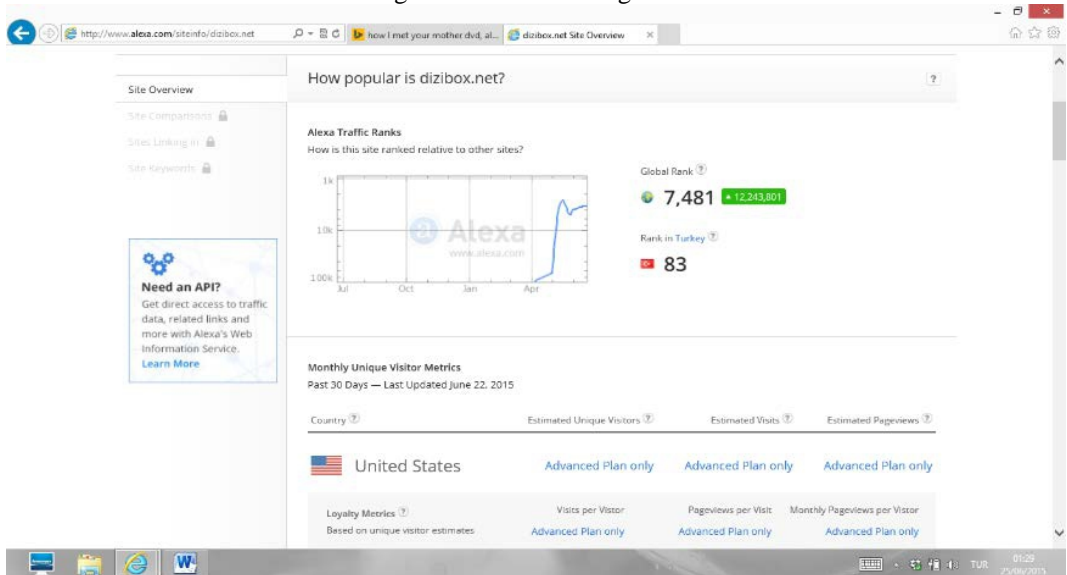 http://www.alexa.com/siteinfo/dizibox.net
how I met your mother dvd, al...
dizibox.net Site Overview
Site Overview
Site Comparisons
Sites Linking in
Site Keywords
Need an API?
Get direct access to traffic
data, related links and
more with Alexa's Web
Information Service.
Learn More
How popular is dizibox.net?
?
Alexa Traffic Ranks
How is this site ranked relative to other sites?
1k
10k
100k
Jul Oct Jan Apr
Alexa
www.alexa.com
Global Rank ?
7,481 12,243,801
Rank in Turkey ?
83
Monthly Unique Visitor Metrics
Past 30 Days — Last Updated June 22, 2015
Country ? Estimated Unique Visitors ? Estimated Visits ? Estimated Pageviews ?
United States Advanced Plan only Advanced Plan only Advanced Plan only
Loyalty Metrics ? Visits per Visitor Pageviews per Visit Monthly Pageviews per Visitor
Based on unique visitor estimates Advanced Plan only Advanced Plan only Advanced Plan only
TUR 01:29
25/06/2015